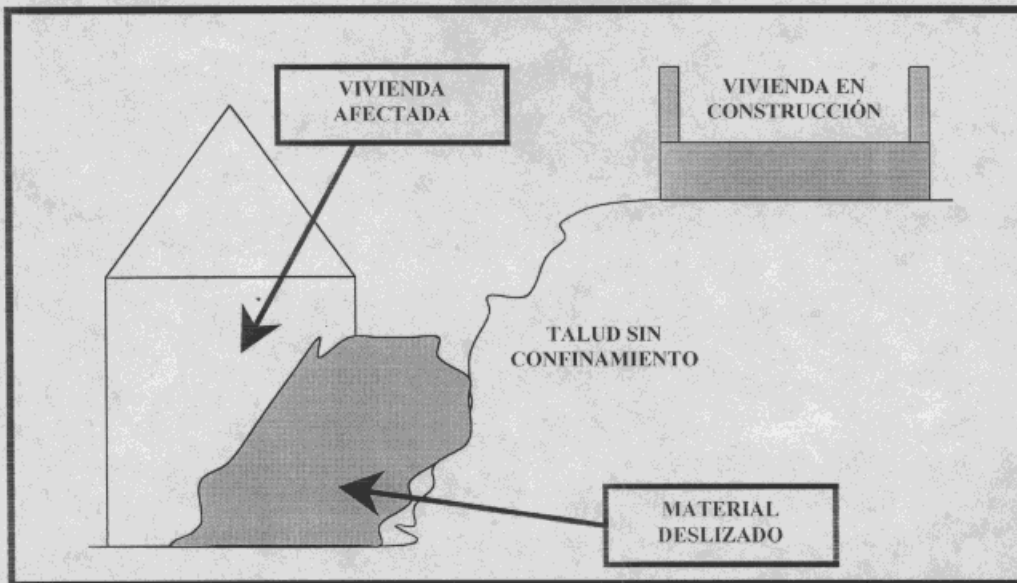 VIVIENDA
AFECTADA
VIVIENDA EN
CONSTRUCCIÓN
TALUD SIN
CONFINAMIENTO
MATERIAL
DESLIZADO